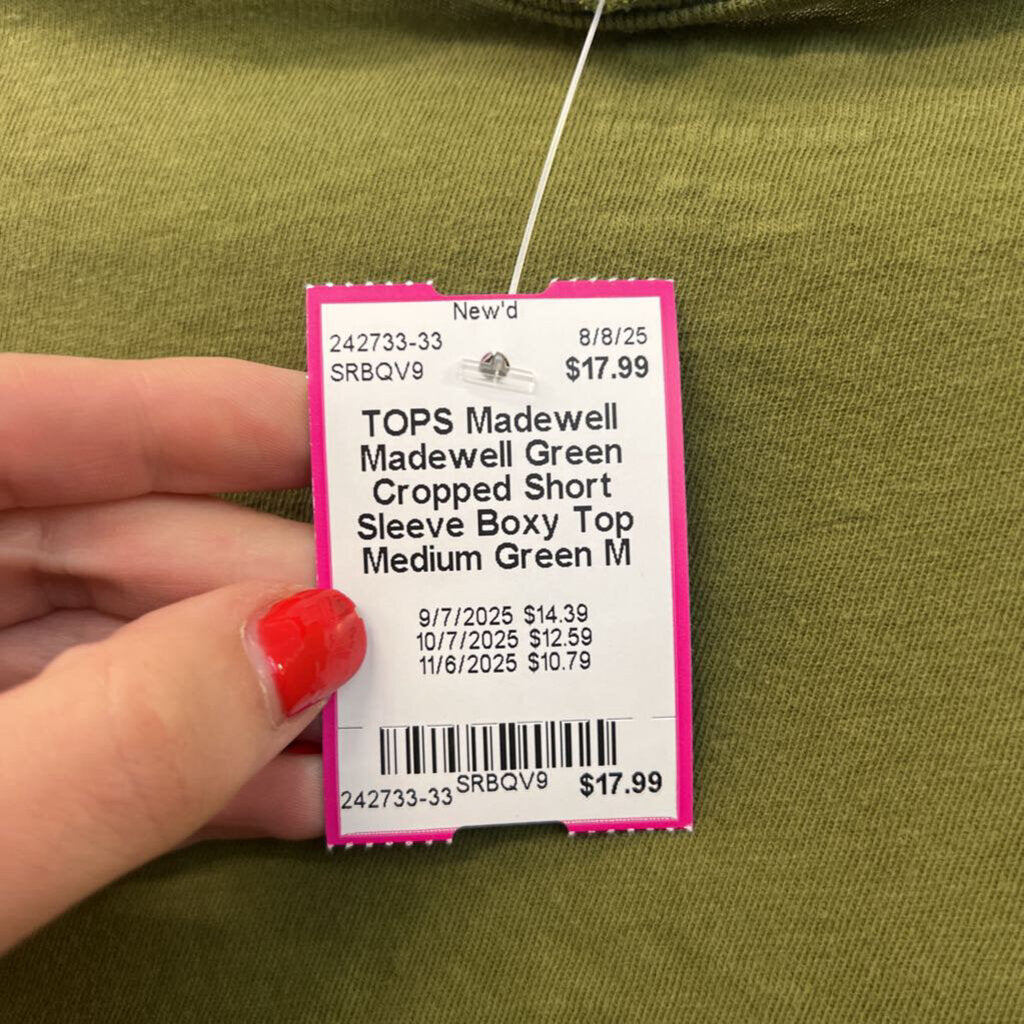 New'd
242733-33 8/8/25
SRBQV9 $17.99
TOPS Madewell
Madewell Green
Cropped Short
Sleeve Boxy Top
Medium Green M
9/7/2025 $14.39
10/7/2025 $12.59
11/6/2025 $10.79
242733-33 SRBQV9 $17.99